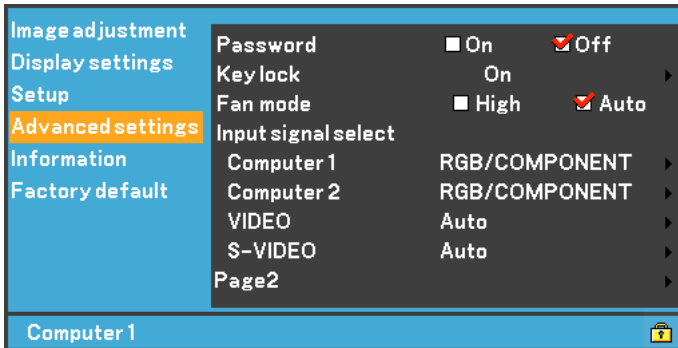 Image adjustment
Display settings
Setup
Advanced settings
Information
Factory default
Password On Off
Key lock On
Fan mode High Auto
Input signal select
Computer 1 RGB/COMPONENT
Computer 2 RGB/COMPONENT
VIDEO Auto
S-VIDEO Auto
Page2
Computer 1